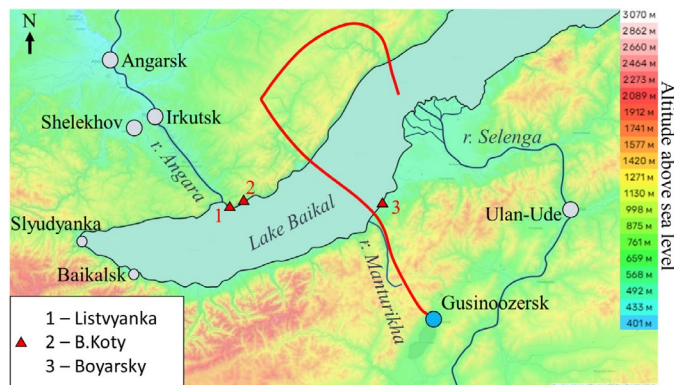 N
Angarsk
Irkutsk
Shelekhov
r. Angara
1
2
Slyudyanka
Baikalsk
Lake Baikal
3
r. Selenga
Ulan-Ude
r. Manturikha
Gusinoozersk
1 – Listvyanka
2 – B.Koty
3 – Boyarsky
3070 м
2862 м
2660 м
2464 м
2273 м
2089 м
1912 м
1741 м
1577 м
1420 м
1271 м
1130 м
998 м
875 м
761 м
659 м
568 м
492 м
433 м
401 м
Altitude above sea level